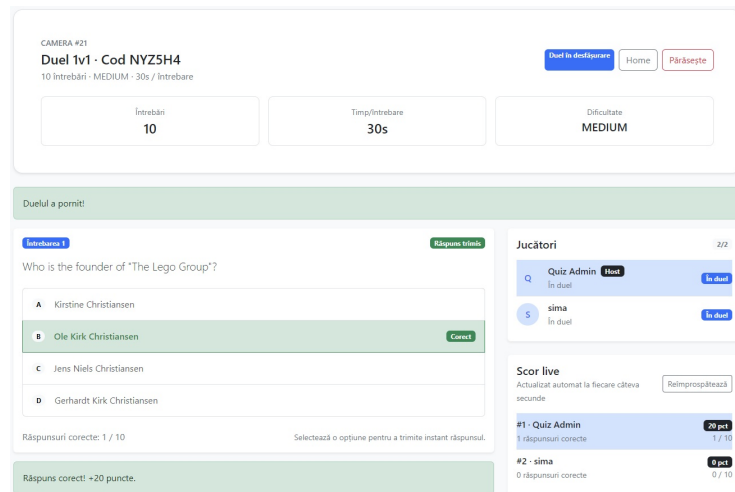 CAMERA #21
Duel 1v1 · Cod NYZ5H4
10 întrebări · MEDIUM · 30s / întrebare
Duel în desfășurare
Home
Părăsește
Întrebări
10
Timp/întrebare
30s
Dificultate
MEDIUM
Duelul a pornit!
Întrebarea 1
Răspuns trimis
Who is the founder of "The Lego Group"?
A Kirstine Christiansen
B Ole Kirk Christiansen Corect
C Jens Niels Christiansen
D Gerhardt Kirk Christiansen
Răspunsuri corecte: 1 / 10
Selectează o opțiune pentru a trimite instant răspunsul.
Răspuns corect! +20 puncte.
Jucători
2/2
Q Quiz Admin Host
În duel
În duel
S sima
În duel
În duel
Scor live
Actualizat automat la fiecare câteva
secunde
Reîmprospătează
#1 · Quiz Admin 20 pct
1 răspunsuri corecte 1 / 10
#2 · sima 0 pct
0 răspunsuri corecte 0 / 10